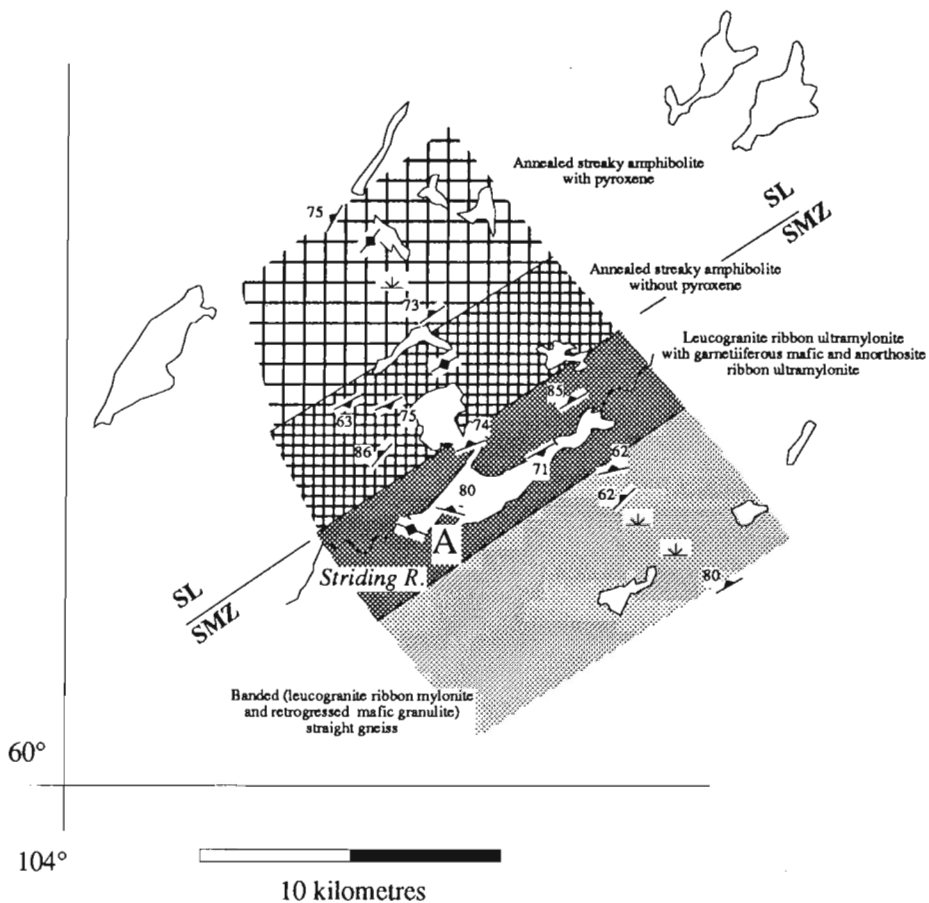 Annealed streaky amphibolite
with pyroxene
SL
SMZ
75
Annealed streaky amphibolite
without pyroxene
73
Leucogranite ribbon ultramylonite
with garnetiiferous mafic and anorthosite
ribbon ultramylonite
85
63
75
74
86
62
71
80
62
A
Striding R.
80
SL
SMZ
Banded (leucogranite ribbon mylonite
and retrogressed mafic granulite)
straight gneiss
60°
104°
10 kilometres